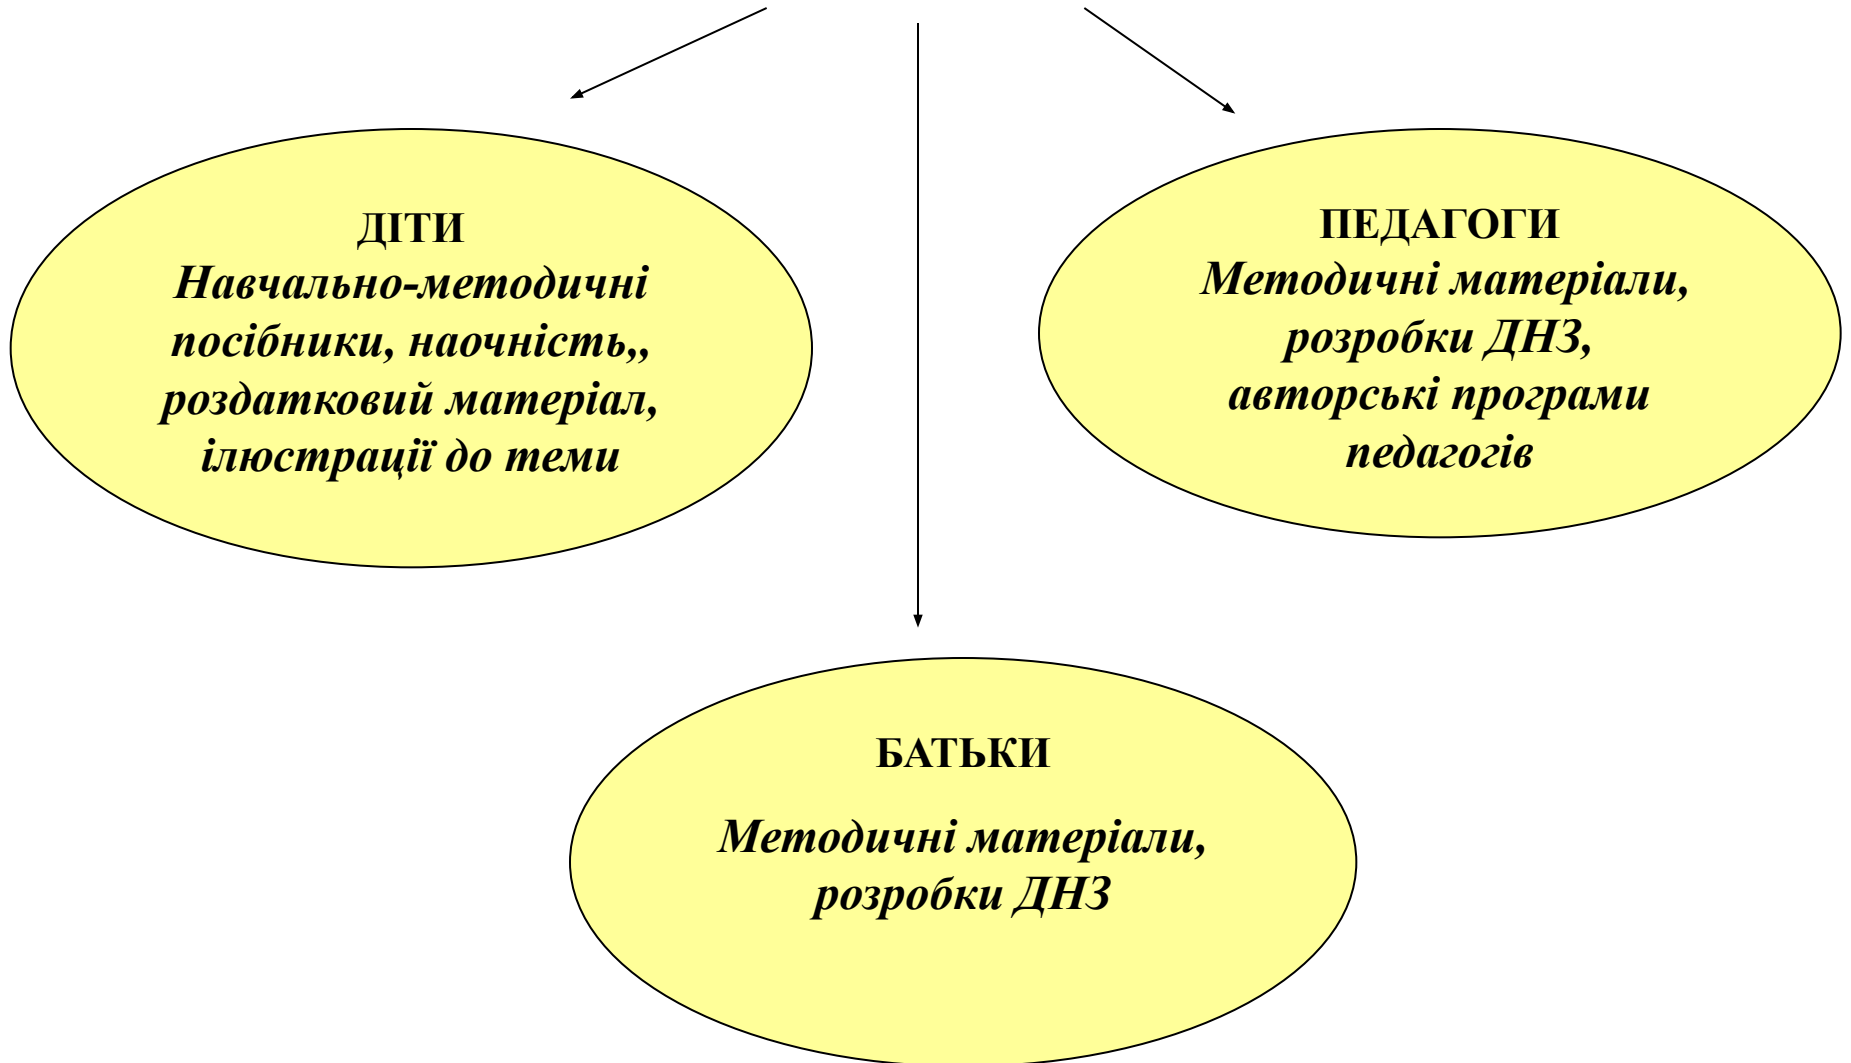 ДІТИ
Навчально-методичні
посібники, наочність,,
роздатковий матеріал,
ілюстрації до теми
ПЕДАГОГИ
Методичні матеріали,
розробки ДНЗ,
авторські програми
педагогів
БАТЬКИ
Методичні матеріали,
розробки ДНЗ